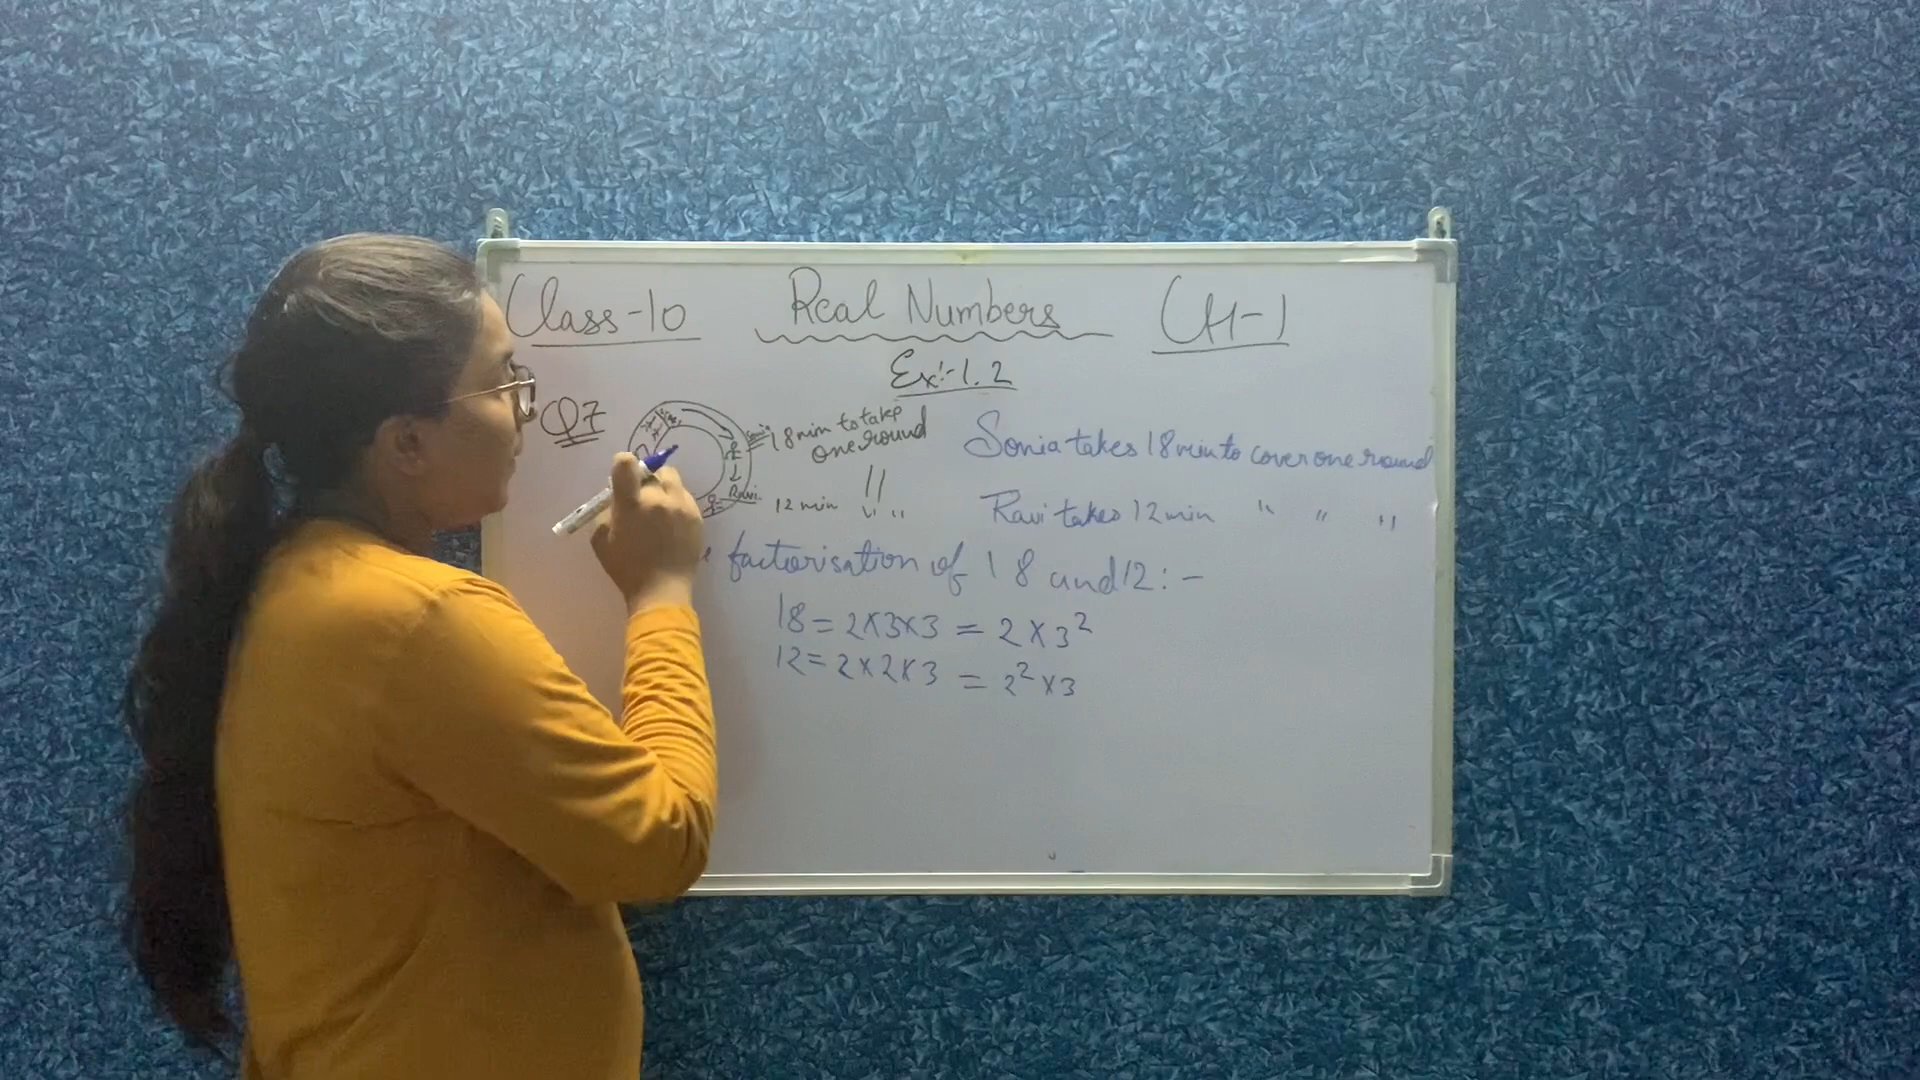 Class-10 Real Numbers CH-1
Ex:-1.2
Q7
Sonia
18 min to take
one round
Ravi
12 min " "
Sonia takes 18 min to cover one round
Ravi takes 12 min " " "
factorisation of 18 and 12:-
18 = 2×3×3 = 2×3²
12 = 2×2×3 = 2²×3